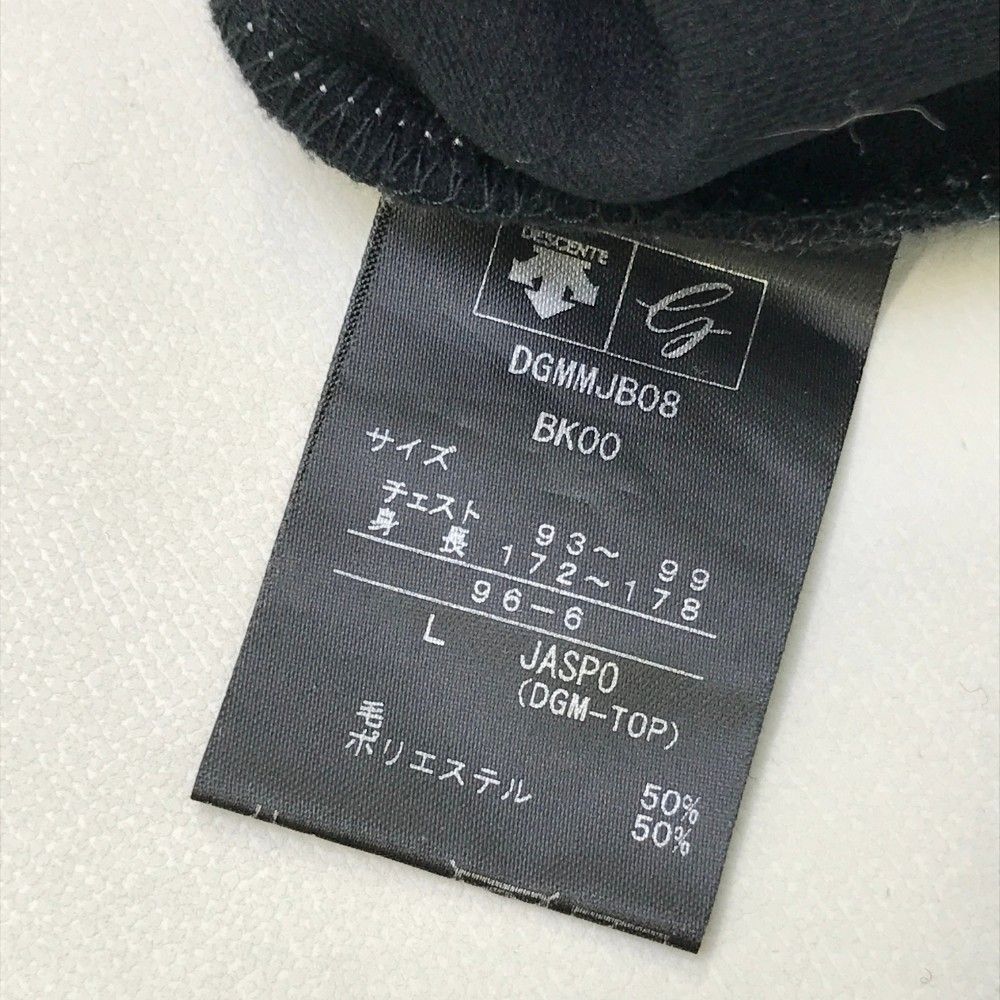 DESCENTE
G
DGMMJB08
BK00
サイズ
チェスト 93〜 99
身 長 172〜178
96-6
L JASPO
(DGM-TOP)
毛 50%
ポリエステル 50%